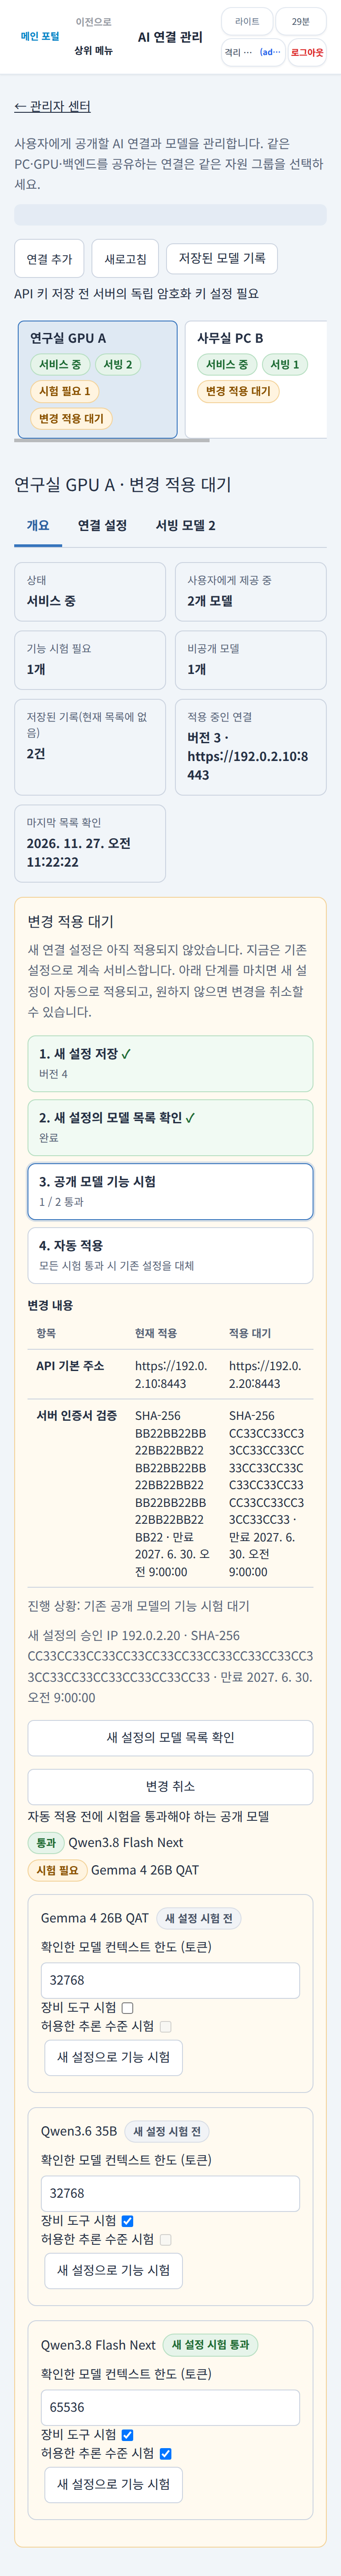 메인 포털
이전으로
상위 메뉴
AI 연결 관리
라이트
29분
격리 ⋯ (ad…
로그아웃
← 관리자 센터
사용자에게 공개할 AI 연결과 모델을 관리합니다. 같은
PC·GPU·백엔드를 공유하는 연결은 같은 자원 그룹을 선택하
세요.
연결 추가
새로고침
저장된 모델 기록
API 키 저장 전 서버의 독립 암호화 키 설정 필요
연구실 GPU A
서비스 중
서빙 2
시험 필요 1
변경 적용 대기
사무실 PC B
서비스 중
서빙 1
변경 적용 대기
연구실 GPU A · 변경 적용 대기
개요
연결 설정
서빙 모델 2
상태
서비스 중
사용자에게 제공 중
2개 모델
기능 시험 필요
1개
비공개 모델
1개
저장된 기록(현재 목록에 없
음)
2건
적용 중인 연결
버전 3 ·
https://192.0.2.10:8
443
마지막 목록 확인
2026. 11. 27. 오전
11:22:22
변경 적용 대기
새 연결 설정은 아직 적용되지 않았습니다. 지금은 기존
설정으로 계속 서비스합니다. 아래 단계를 마치면 새 설
정이 자동으로 적용되고, 원하지 않으면 변경을 취소할
수 있습니다.
1. 새 설정 저장 ✓
버전 4
2. 새 설정의 모델 목록 확인 ✓
완료
3. 공개 모델 기능 시험
1 / 2 통과
4. 자동 적용
모든 시험 통과 시 기존 설정을 대체
변경 내용
항목
현재 적용
적용 대기
API 기본 주소
https://192.0.
2.10:8443
https://192.0.
2.20:8443
서버 인증서 검증
SHA-256
BB22BB22BB
22BB22BB22
BB22BB22BB
22BB22BB22
BB22BB22BB
22BB22BB22
BB22 · 만료
2027. 6. 30. 오
전 9:00:00
SHA-256
CC33CC33CC3
3CC33CC33CC
33CC33CC33C
C33CC33CC33
CC33CC33CC3
3CC33CC33 ·
만료 2027. 6.
30. 오전
9:00:00
진행 상황: 기존 공개 모델의 기능 시험 대기
새 설정의 승인 IP 192.0.2.20 · SHA-256
CC33CC33CC33CC33CC33CC33CC33CC33CC33CC3
3CC33CC33CC33CC33CC33CC33 · 만료 2027. 6. 30.
오전 9:00:00
새 설정의 모델 목록 확인
변경 취소
자동 적용 전에 시험을 통과해야 하는 공개 모델
통과 Qwen3.8 Flash Next
시험 필요 Gemma 4 26B QAT
Gemma 4 26B QAT 새 설정 시험 전
확인한 모델 컨텍스트 한도 (토큰)
32768
장비 도구 시험
허용한 추론 수준 시험
새 설정으로 기능 시험
Qwen3.6 35B 새 설정 시험 전
확인한 모델 컨텍스트 한도 (토큰)
32768
장비 도구 시험
허용한 추론 수준 시험
새 설정으로 기능 시험
Qwen3.8 Flash Next 새 설정 시험 통과
확인한 모델 컨텍스트 한도 (토큰)
65536
장비 도구 시험
허용한 추론 수준 시험
새 설정으로 기능 시험